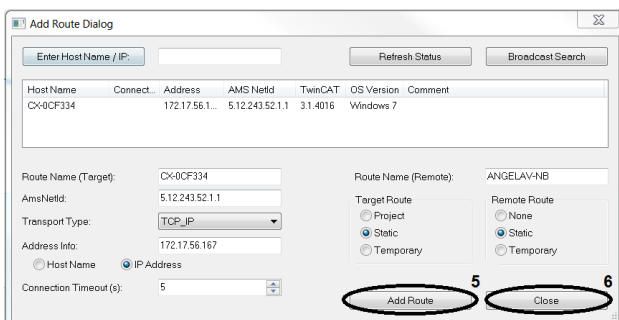 Add Route Dialog
Enter Host Name / IP:
Refresh Status
Broadcast Search
Host Name Connect... Address AMS NetId TwinCAT OS Version Comment
CX-0CF334 172.17.56.1... 5.12.243.52.1.1 3.1.4016 Windows 7
Route Name (Target): CX-0CF334
Route Name (Remote): ANGELAV-NB
AmsNetId: 5.12.243.52.1.1
Target Route
Remote Route
Transport Type: TCP_IP
Project
None
Static
Static
Address Info: 172.17.56.167
Temporary
Temporary
Host Name IP Address
Connection Timeout (s): 5
5
6
Add Route
Close